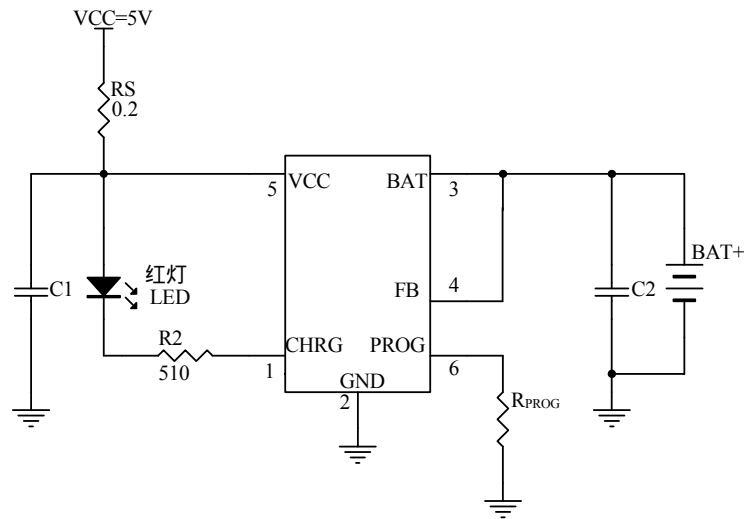 VCC=5V
RS
0.2
5
VCC
BAT
3
BAT+
红灯
LED
C1
FB
4
C2
R2
510
CHRG
1
PROG
6
GND
2
RPROG